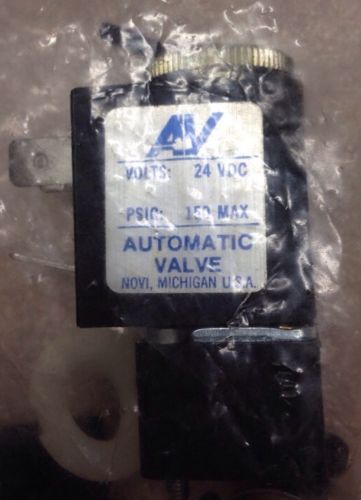 AV
VOLTS: 24 VDC
PSIG: 150 MAX
AUTOMATIC
VALVE
NOVI, MICHIGAN U.S.A.